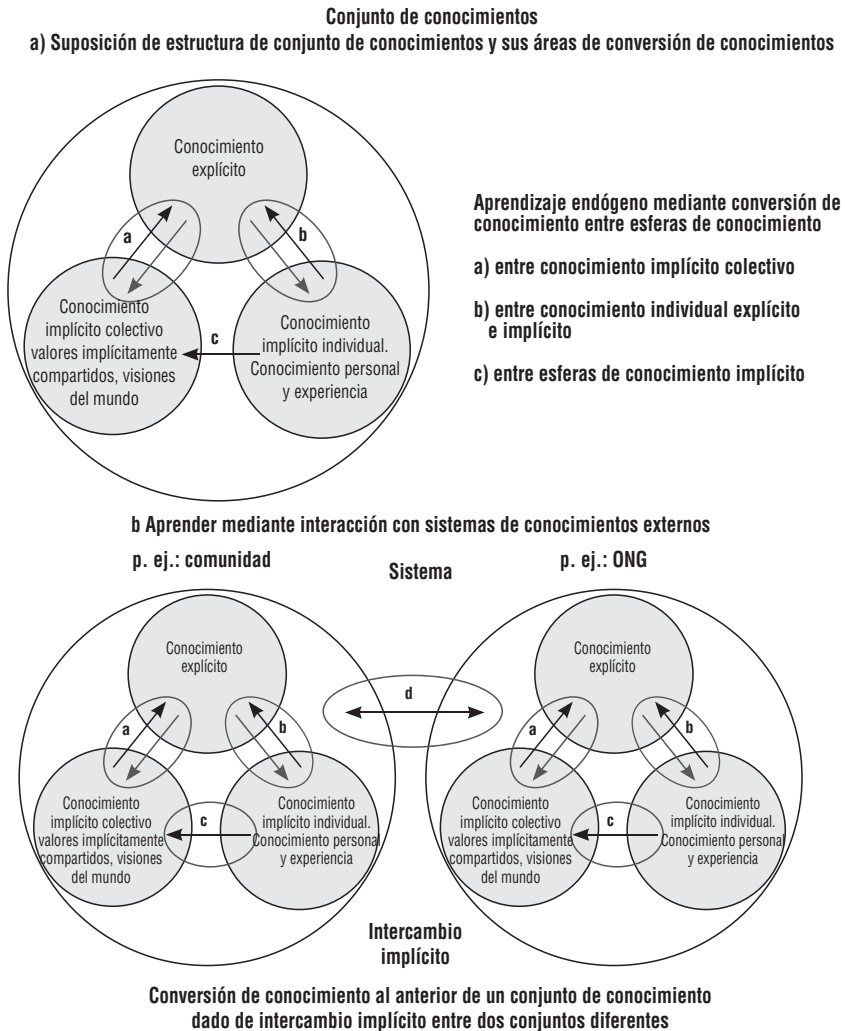 Conjunto de conocimientos
a) Suposición de estructura de conjunto de conocimientos y sus áreas de conversión de conocimientos
Conocimiento
explícito
a
b
Conocimiento
implícito colectivo
valores implícitamente
compartidos, visiones
del mundo
c
Conocimiento
implícito individual.
Conocimiento personal
y experiencia
Aprendizaje endógeno mediante conversión de
conocimiento entre esferas de conocimiento
a) entre conocimiento implícito colectivo
b) entre conocimiento individual explícito
e implícito
c) entre esferas de conocimiento implícito
b Aprender mediante interacción con sistemas de conocimientos externos
p. ej.: comunidad
Sistema
p. ej.: ONG
Conocimiento
explícito
a
b
Conocimiento
implícito colectivo
valores implícitamente
compartidos, visiones
del mundo
c
Conocimiento
implícito individual.
Conocimiento personal
y experiencia
d
Conocimiento
explícito
a
b
Conocimiento
implícito colectivo
valores implícitamente
compartidos, visiones
del mundo
c
Conocimiento
implícito individual.
Conocimiento personal
y experiencia
Intercambio
implícito
Conversión de conocimiento al anterior de un conjunto de conocimiento
dado de intercambio implícito entre dos conjuntos diferentes